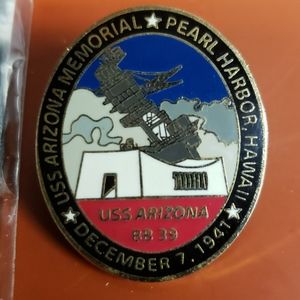 USS ARIZONA MEMORIAL ★ PEARL HARBOR, HAWAII ★ DECEMBER 7, 1941 ★
USS ARIZONA
BB 39